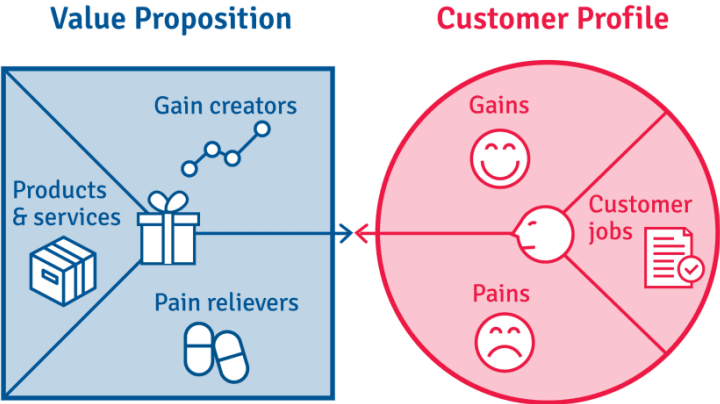 Value Proposition
Customer Profile
Gain creators
Products
& services
Pain relievers
Gains
Customer
jobs
Pains